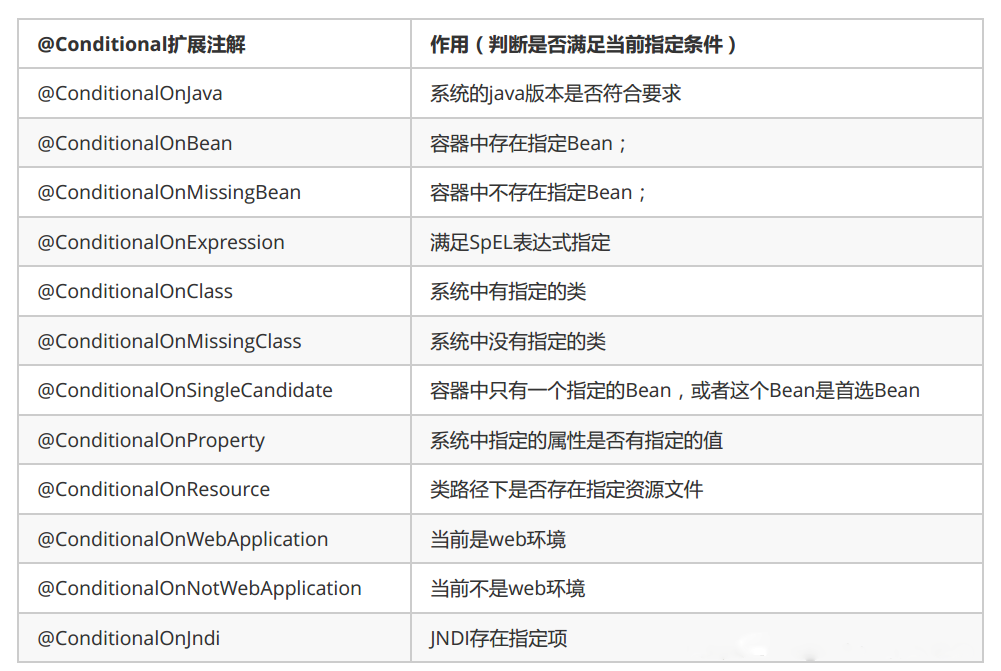 @Conditional扩展注解 作用（判断是否满足当前指定条件）
@ConditionalOnJava 系统的java版本是否符合要求
@ConditionalOnBean 容器中存在指定Bean；
@ConditionalOnMissingBean 容器中不存在指定Bean；
@ConditionalOnExpression 满足SpEL表达式指定
@ConditionalOnClass 系统中有指定的类
@ConditionalOnMissingClass 系统中没有指定的类
@ConditionalOnSingleCandidate 容器中只有一个指定的Bean，或者这个Bean是首选Bean
@ConditionalOnProperty 系统中指定的属性是否有指定的值
@ConditionalOnResource 类路径下是否存在指定资源文件
@ConditionalOnWebApplication 当前是web环境
@ConditionalOnNotWebApplication 当前不是web环境
@ConditionalOnJndi JNDI存在指定项